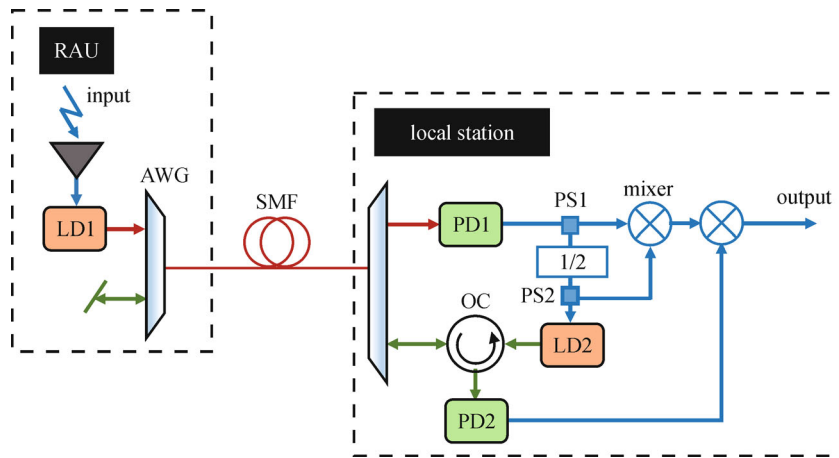 RAU
input
AWG
LD1
SMF
local station
PD1
PS1
mixer
output
1/2
PS2
OC
LD2
PD2